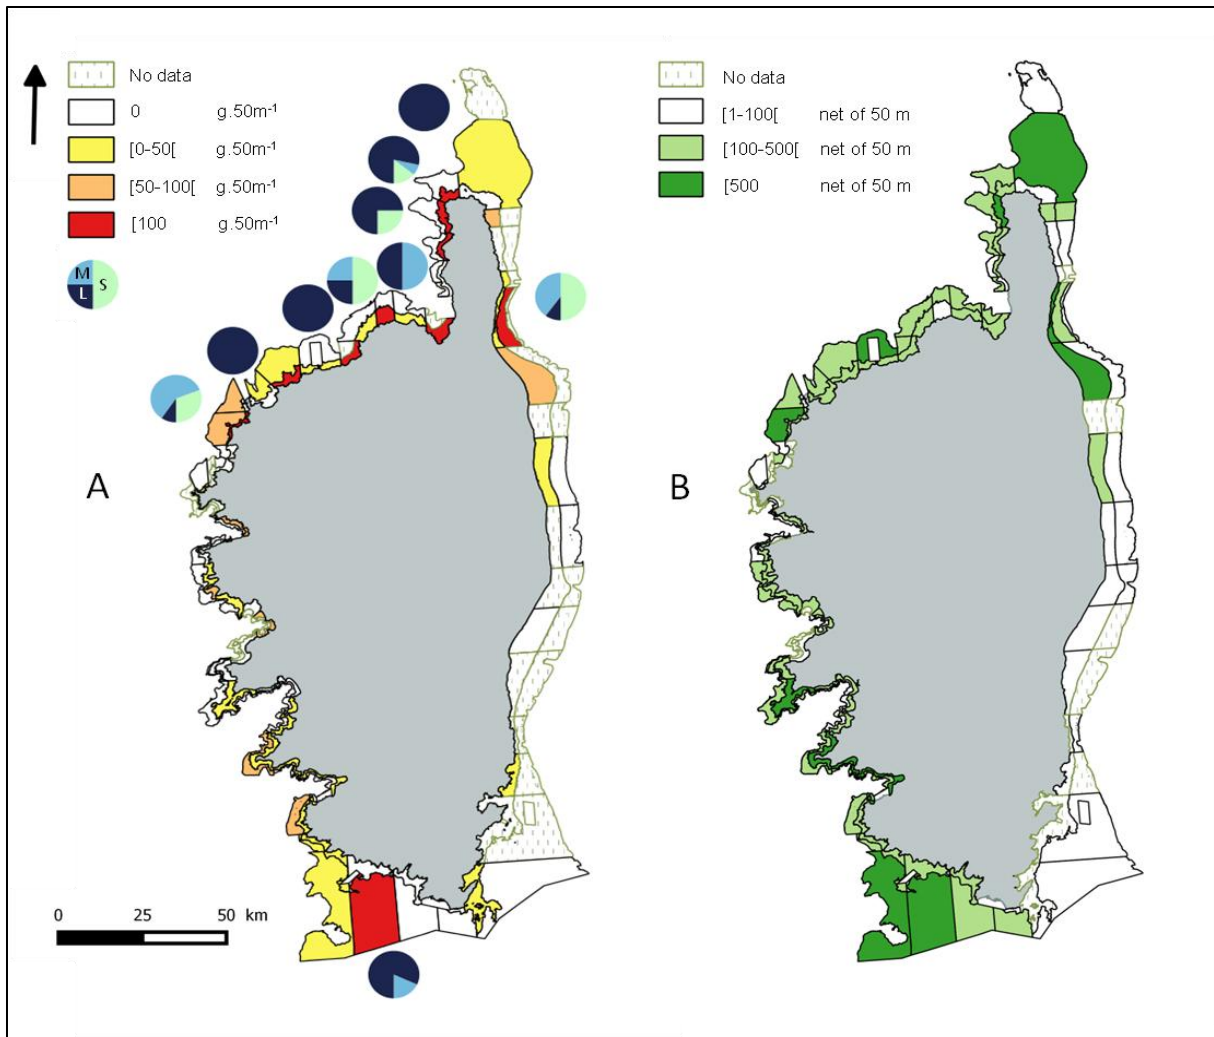 No data
0 g.50m⁻¹
[0-50[ g.50m⁻¹
[50-100[ g.50m⁻¹
[100 g.50m⁻¹
M
L S
A
0 25 50 km
No data
[1-100[ net of 50 m
[100-500[ net of 50 m
[500 net of 50 m
B